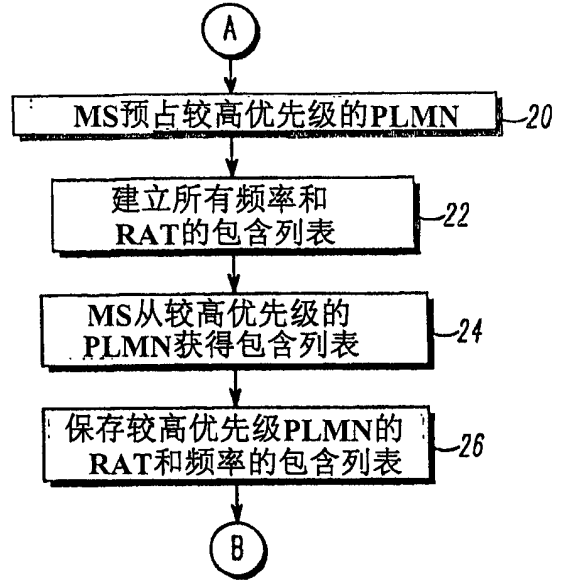 A
MS预占较高优先级的PLMN
20
建立所有频率和
RAT的包含列表
22
MS从较高优先级的
PLMN获得包含列表
24
保存较高优先级PLMN的
RAT和频率的包含列表
26
B